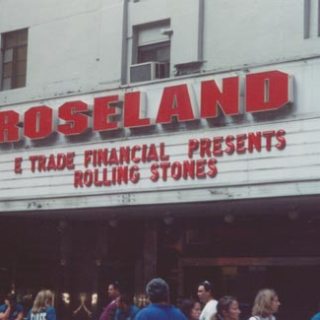 ROSELAND
E TRADE FINANCIAL PRESENTS
ROLLING STONES